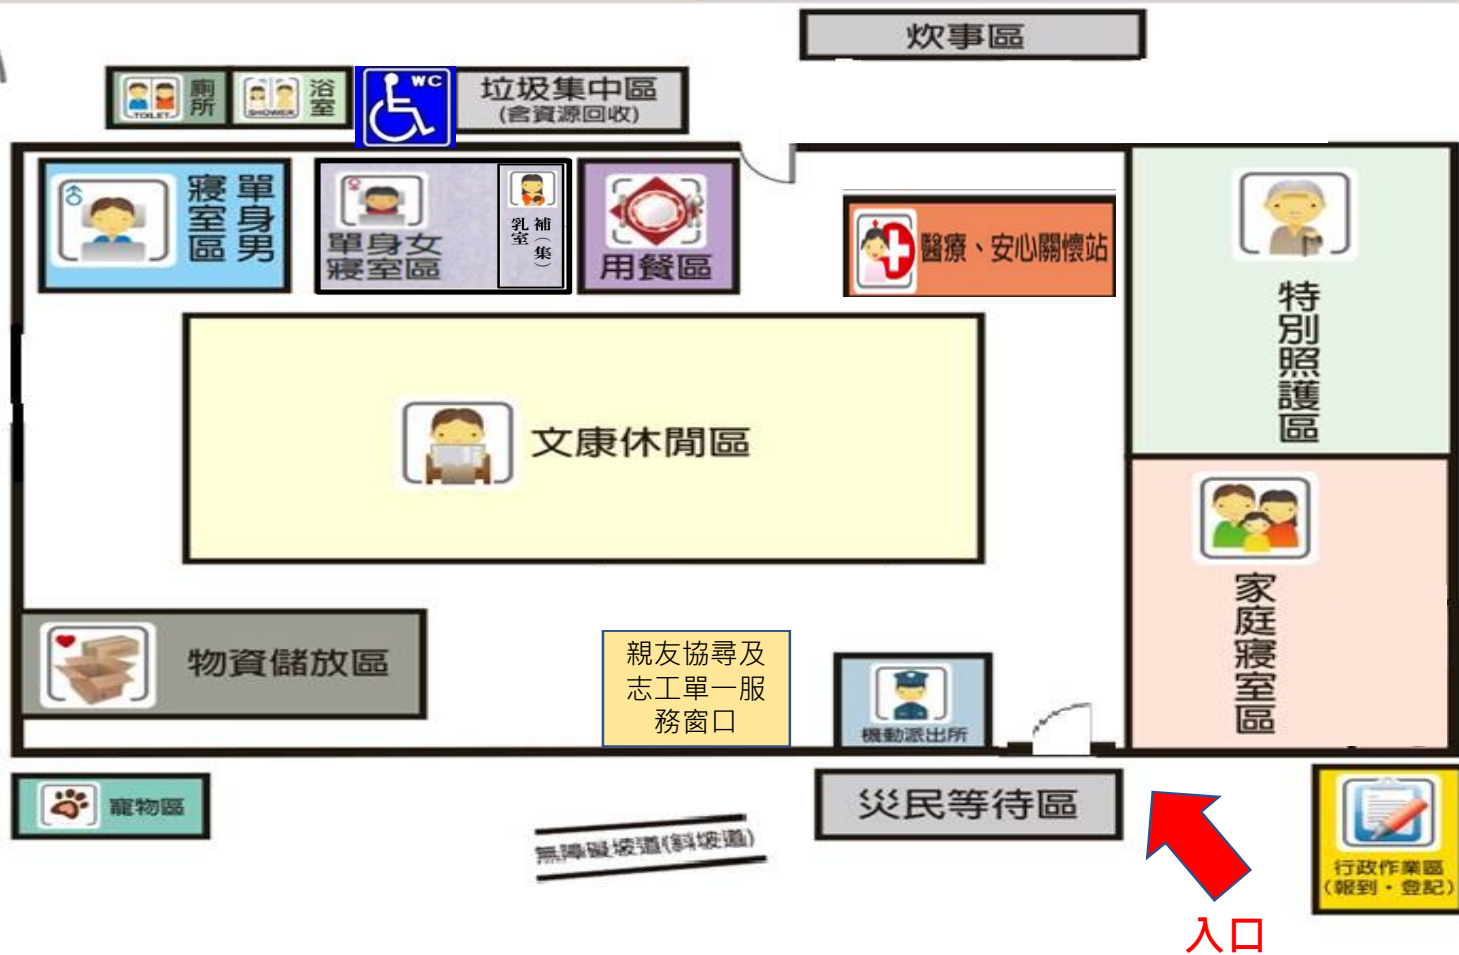 炊事區
廁所
TOILET
浴室
SHOWER
WC
垃圾集中區
(含資源回收)
單身男
寢室區
單身女
寢室區
補(集)
乳室
用餐區
醫療、安心關懷站
特別照護區
文康休閒區
家庭寢室區
物資儲放區
親友協尋及
志工單一服
務窗口
機動派出所
寵物區
無障礙坡道(斜坡道)
災民等待區
行政作業區
(報到・登記)
入口